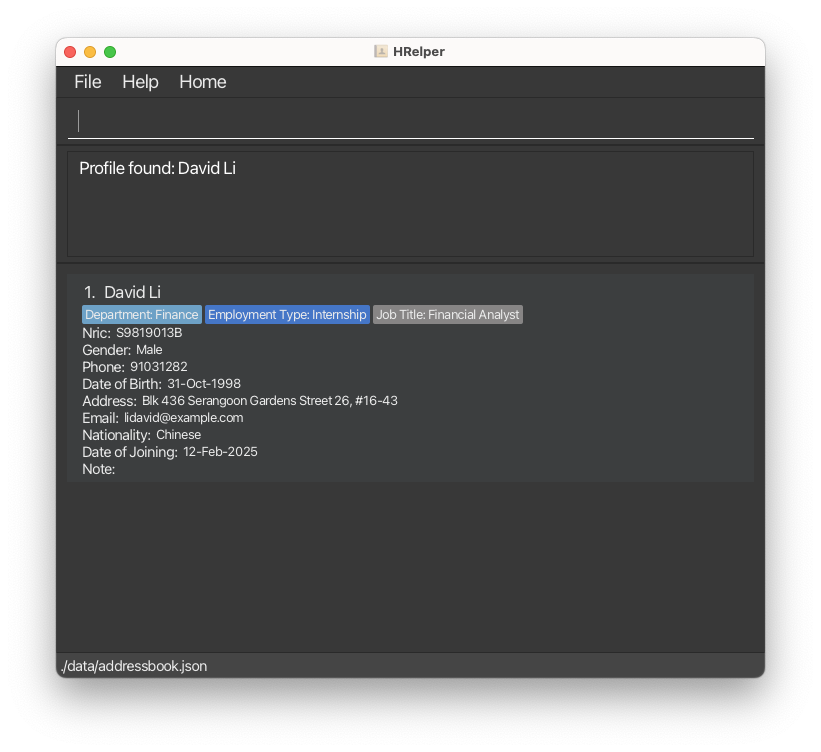 HRelper
File Help Home
Profile found: David Li
1. David Li
Department: Finance Employment Type: Internship Job Title: Financial Analyst
Nric: S9819013B
Gender: Male
Phone: 91031282
Date of Birth: 31-Oct-1998
Address: Blk 436 Serangoon Gardens Street 26, #16-43
Email: lidavid@example.com
Nationality: Chinese
Date of Joining: 12-Feb-2025
Note:
./data/addressbook.json